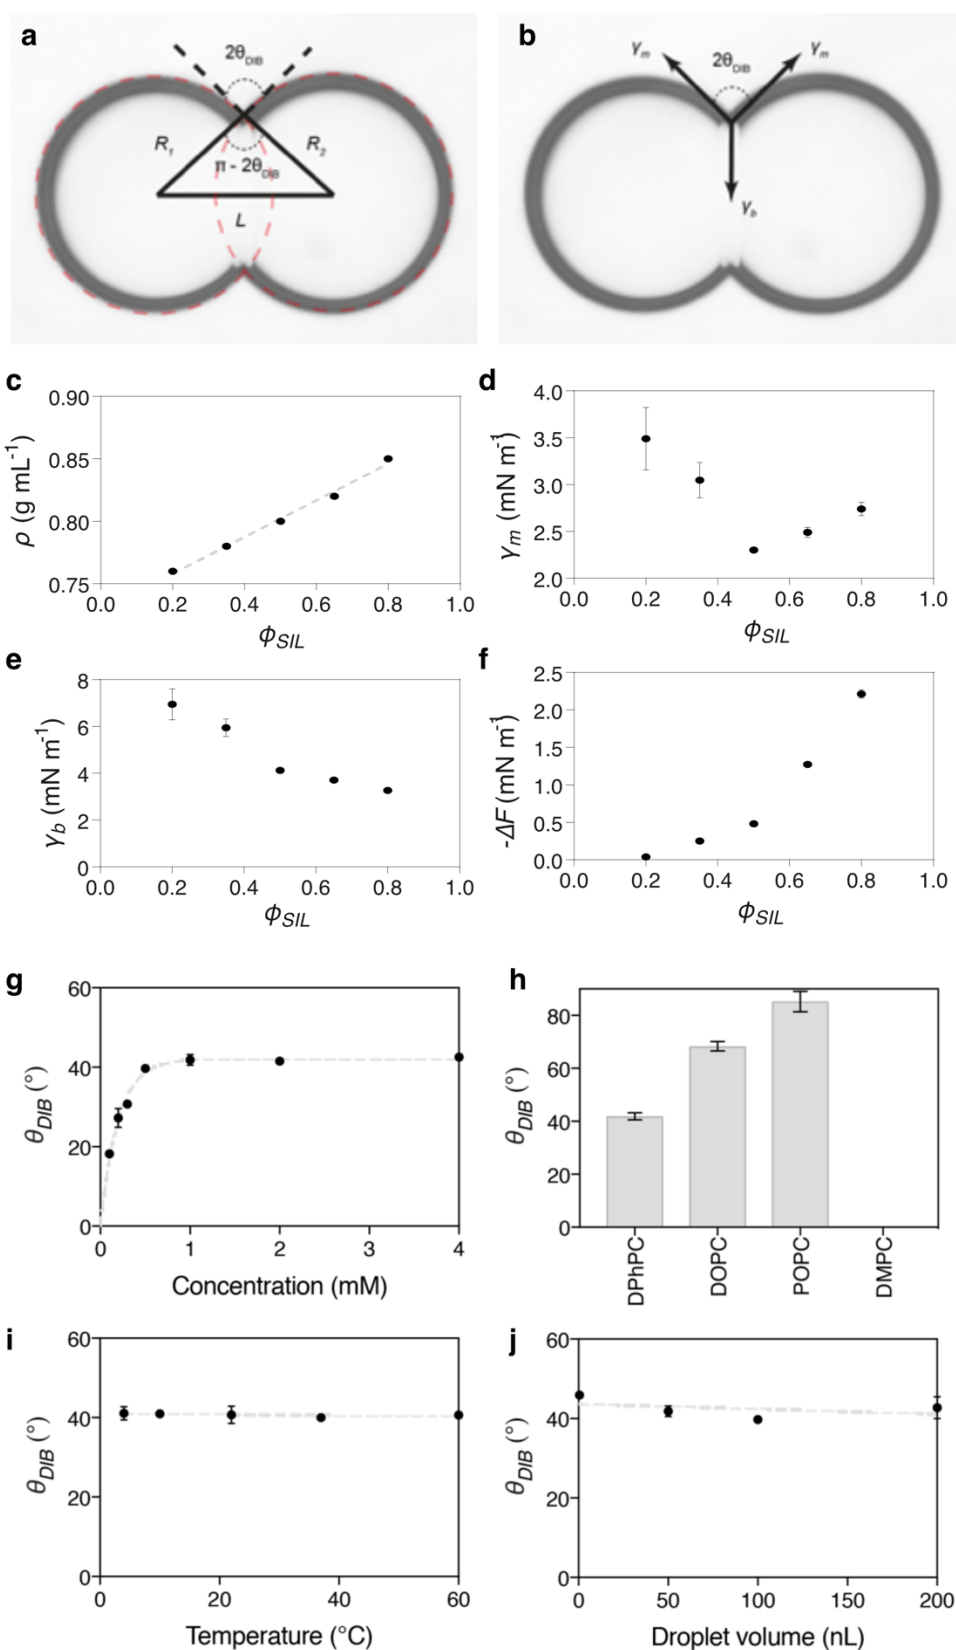 a
2θDIB
R1
R2
π - 2θDIB
L
b
γm
2θDIB
γm
γb
c
0.90
0.85
0.80
0.75
ρ (g mL-1)
0.0 0.2 0.4 0.6 0.8 1.0
ϕSIL
d
4.0
3.5
3.0
2.5
2.0
γm (mN m-1)
0.0 0.2 0.4 0.6 0.8 1.0
ϕSIL
e
8
6
4
2
0
γb (mN m-1)
0.0 0.2 0.4 0.6 0.8 1.0
ϕSIL
f
2.5
2.0
1.5
1.0
0.5
0.0
-ΔF (mN m-1)
0.0 0.2 0.4 0.6 0.8 1.0
ϕSIL
g
60
40
20
0
θDIB (°)
0 1 2 3 4
Concentration (mM)
h
80
60
40
20
0
θDIB (°)
DPhPC
DOPC
POPC
DMPC
i
60
40
20
0
θDIB (°)
0 20 40 60
Temperature (°C)
j
60
40
20
0
θDIB (°)
0 50 100 150 200
Droplet volume (nL)